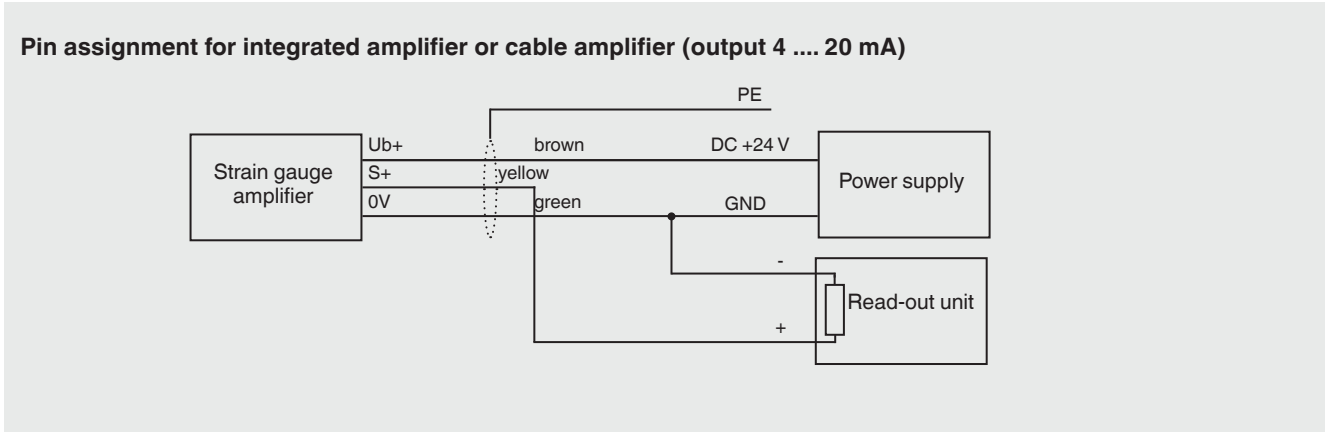 Pin assignment for integrated amplifier or cable amplifier (output 4 .... 20 mA)
PE
Strain gauge
amplifier
Ub+
brown
DC +24 V
S+
yellow
0V
green
GND
Power supply
-
Read-out unit
+